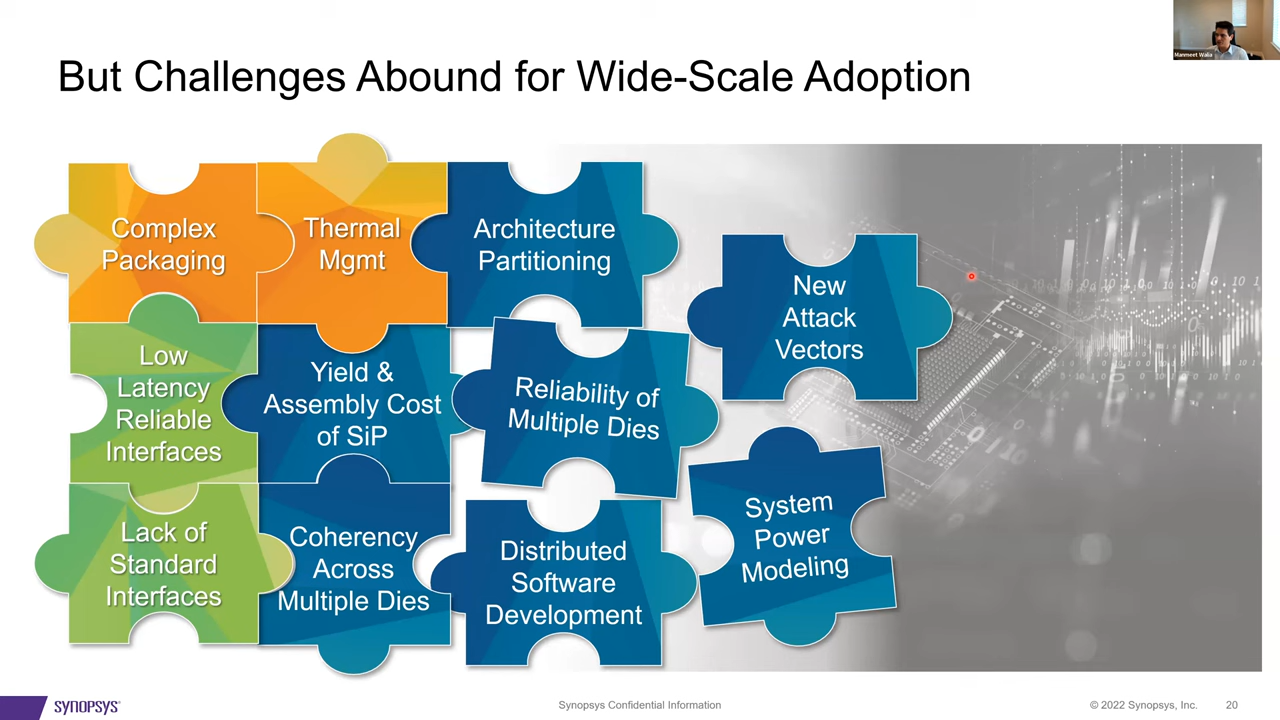 Manmeet Walia
But Challenges Abound for Wide-Scale Adoption
Complex
Packaging
Thermal
Mgmt
Architecture
Partitioning
New
Attack
Vectors
Low
Latency
Reliable
Interfaces
Yield &
Assembly Cost
of SiP
Reliability of
Multiple Dies
System
Power
Modeling
Lack of
Standard
Interfaces
Coherency
Across
Multiple Dies
Distributed
Software
Development
SYNOPSYS®
Synopsys Confidential Information
© 2022 Synopsys, Inc.
20